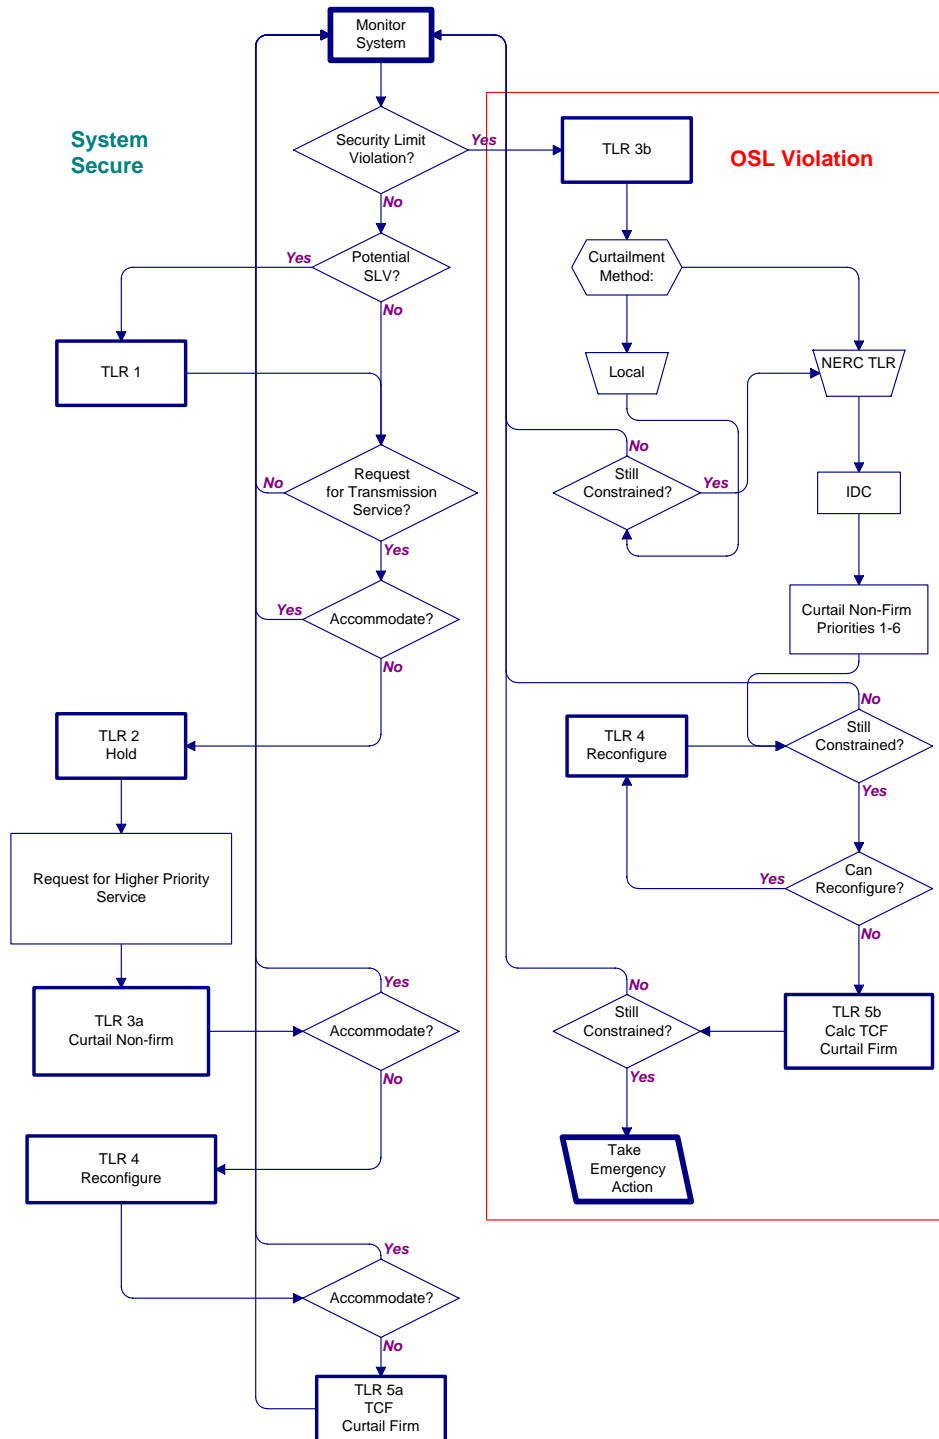 Monitor
System
System
Secure
Security Limit
Violation?
Yes
TLR 3b
OSL Violation
No
Yes
Potential
SLV?
No
Curtailment
Method:
TLR 1
Local
NERC TLR
No
Request
for Transmission
Service?
Yes
No
Still
Constrained?
Yes
IDC
Yes
Accommodate?
No
Curtail Non-Firm
Priorities 1-6
TLR 2
Hold
TLR 4
Reconfigure
No
Still
Constrained?
Yes
Request for Higher Priority
Service
Yes
Can
Reconfigure?
No
TLR 3a
Curtail Non-firm
Yes
Accommodate?
No
No
Still
Constrained?
Yes
TLR 5b
Calc TCF
Curtail Firm
TLR 4
Reconfigure
Take
Emergency
Action
Yes
Accommodate?
No
TLR 5a
TCF
Curtail Firm